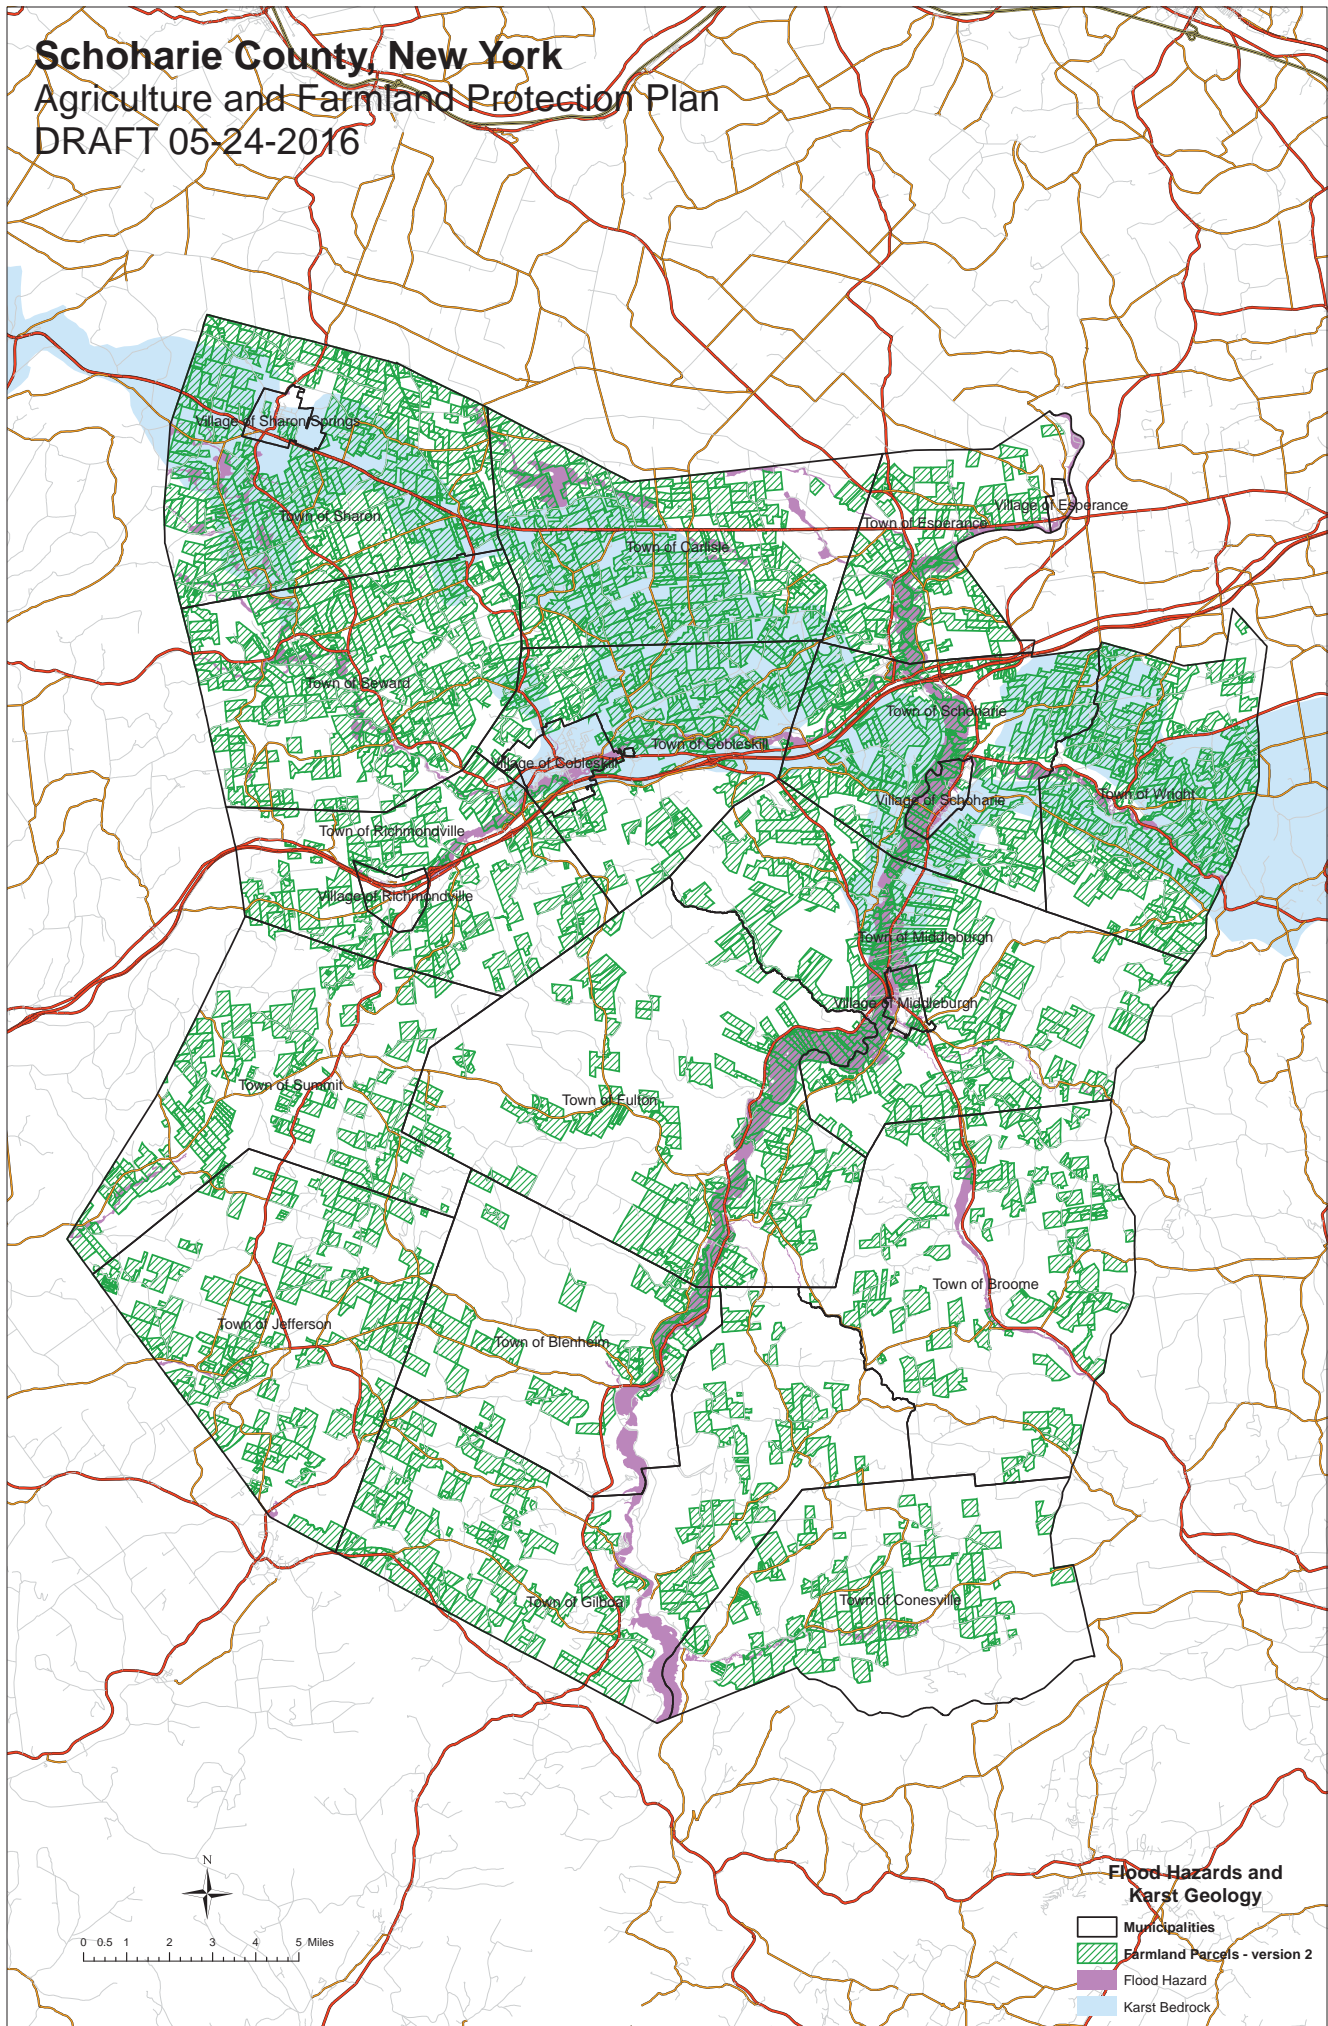 Schoharie County, New York
Agriculture and Farmland Protection Plan
DRAFT 05-24-2016
Village of Sharon Springs
Village of Esperance
Town of Sharon
Town of Esperance
Town of Carlisle
Town of Seward
Town of Schoharie
Town of Cobleskill
Village of Cobleskill
Town of Wright
Village of Schoharie
Town of Richmondville
Village of Richmondville
Town of Middleburgh
Village of Middleburgh
Town of Summit
Town of Fulton
Town of Broome
Town of Jefferson
Town of Blenheim
Town of Gilboa
Town of Conesville
N
0 0.5 1 2 3 4 5 Miles
Flood Hazards and
Karst Geology
Municipalities
Farmland Parcels - version 2
Flood Hazard
Karst Bedrock